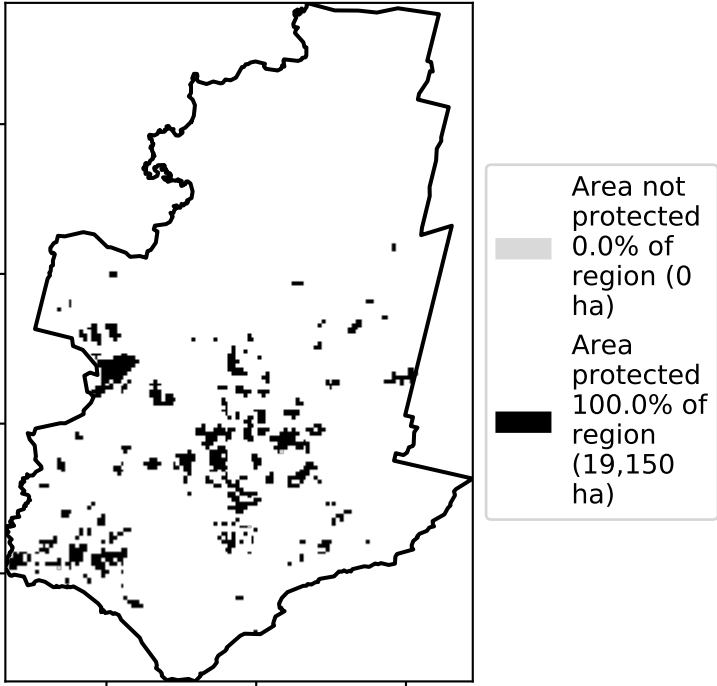 Area not
protected
0.0% of
region (0
ha)
Area
protected
100.0% of
region
(19,150
ha)